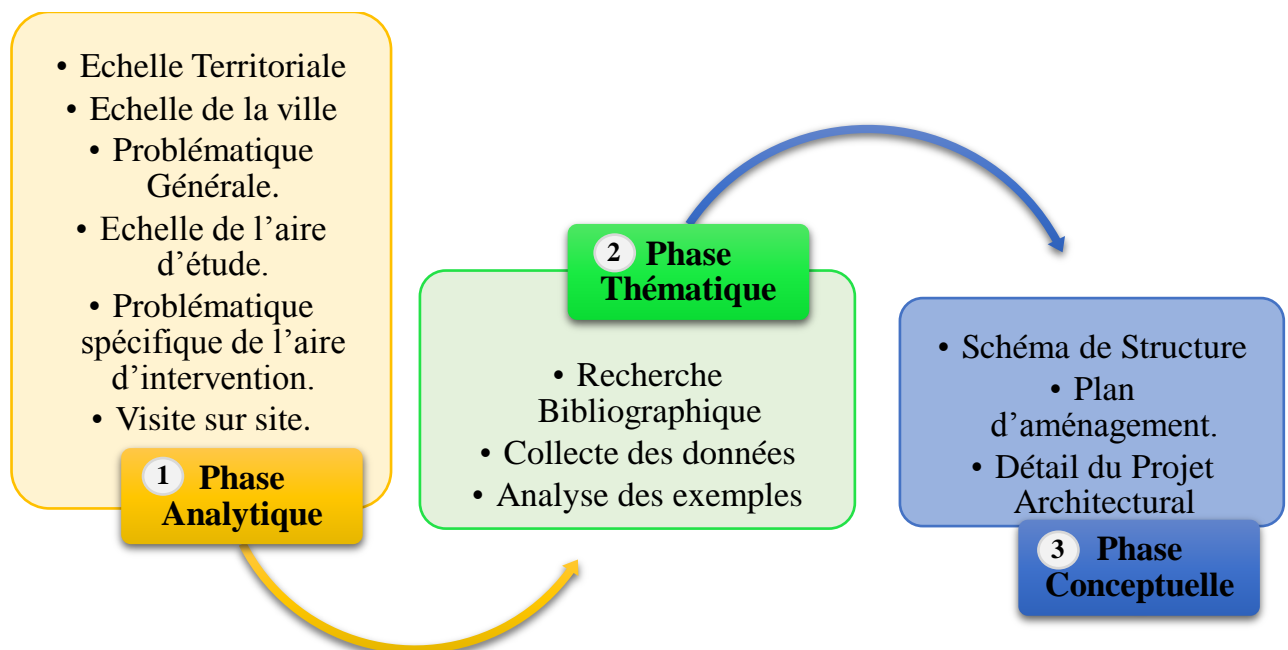 • Echelle Territoriale
• Echelle de la ville
• Problématique
Générale.
• Echelle de l’aire
d’étude.
• Problématique
spécifique de l’aire
d’intervention.
• Visite sur site.
1 Phase
Analytique
2 Phase
Thématique
• Recherche
Bibliographique
• Collecte des données
• Analyse des exemples
• Schéma de Structure
• Plan
d’aménagement.
• Détail du Projet
Architectural
3 Phase
Conceptuelle